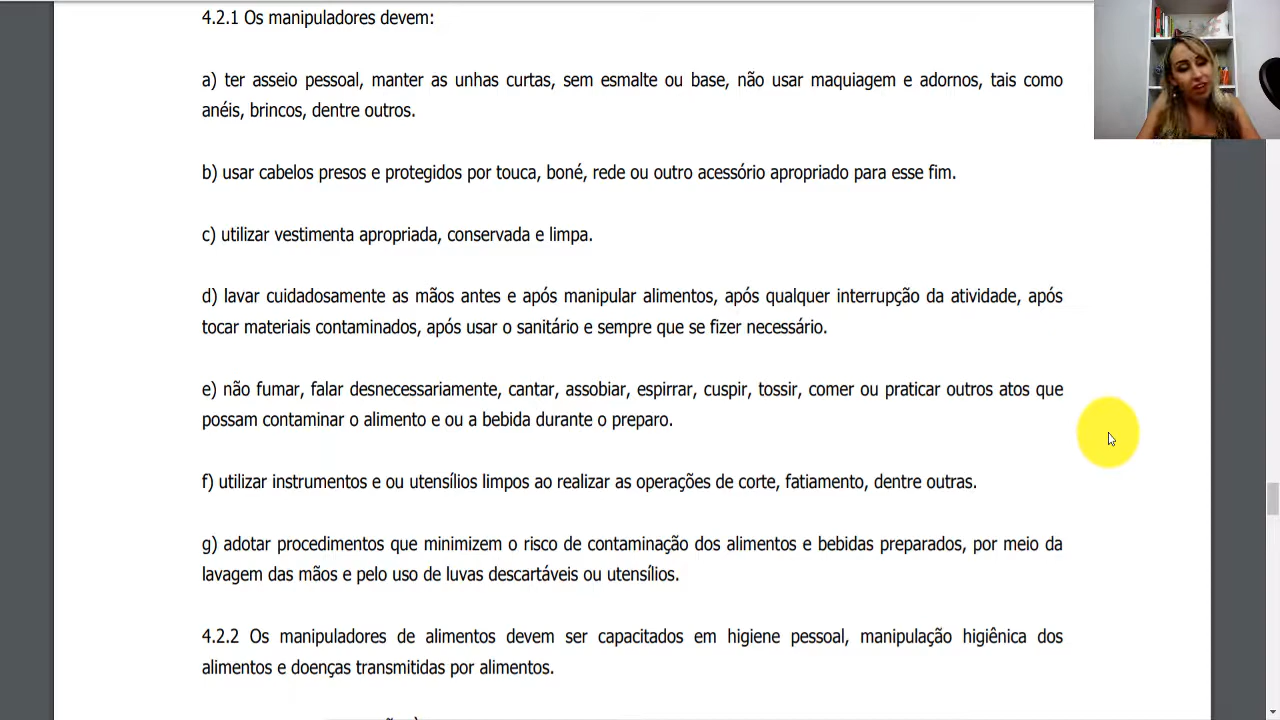 4.2.1 Os manipuladores devem:
a) ter asseio pessoal, manter as unhas curtas, sem esmalte ou base, não usar maquiagem e adornos, tais como
anéis, brincos, dentre outros.
b) usar cabelos presos e protegidos por touca, boné, rede ou outro acessório apropriado para esse fim.
c) utilizar vestimenta apropriada, conservada e limpa.
d) lavar cuidadosamente as mãos antes e após manipular alimentos, após qualquer interrupção da atividade, após
tocar materiais contaminados, após usar o sanitário e sempre que se fizer necessário.
e) não fumar, falar desnecessariamente, cantar, assobiar, espirrar, cuspir, tossir, comer ou praticar outros atos que
possam contaminar o alimento e ou a bebida durante o preparo.
f) utilizar instrumentos e ou utensílios limpos ao realizar as operações de corte, fatiamento, dentre outras.
g) adotar procedimentos que minimizem o risco de contaminação dos alimentos e bebidas preparados, por meio da
lavagem das mãos e pelo uso de luvas descartáveis ou utensílios.
4.2.2 Os manipuladores de alimentos devem ser capacitados em higiene pessoal, manipulação higiênica dos
alimentos e doenças transmitidas por alimentos.